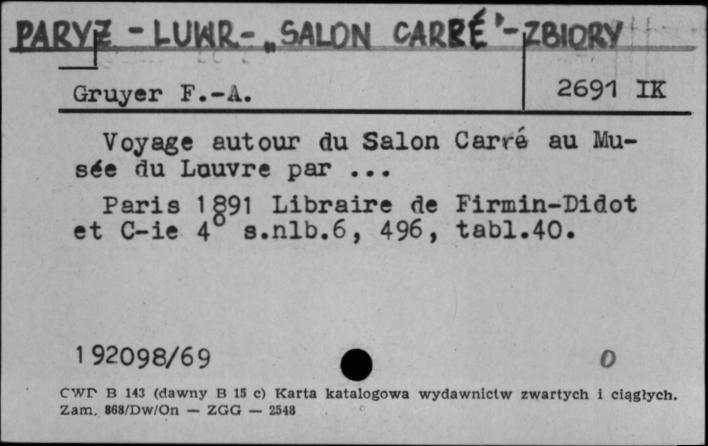 PARYŻ - LUWR - „SALON CARRÉ" - ZBIORY
Gruyer F.-A.
2691 IK
Voyage autour du Salon Carré au Mu-
sée du Louvre par ...
Paris 1891 Libraire de Firmin-Didot
et C-ie 4° s.nlb.6, 496, tabl.40.
192098/69
0
CWD B 143 (dawny B 15 c) Karta katalogowa wydawnictw zwartych i ciągłych.
Zam. 868/Dw/On — ZGG — 2548